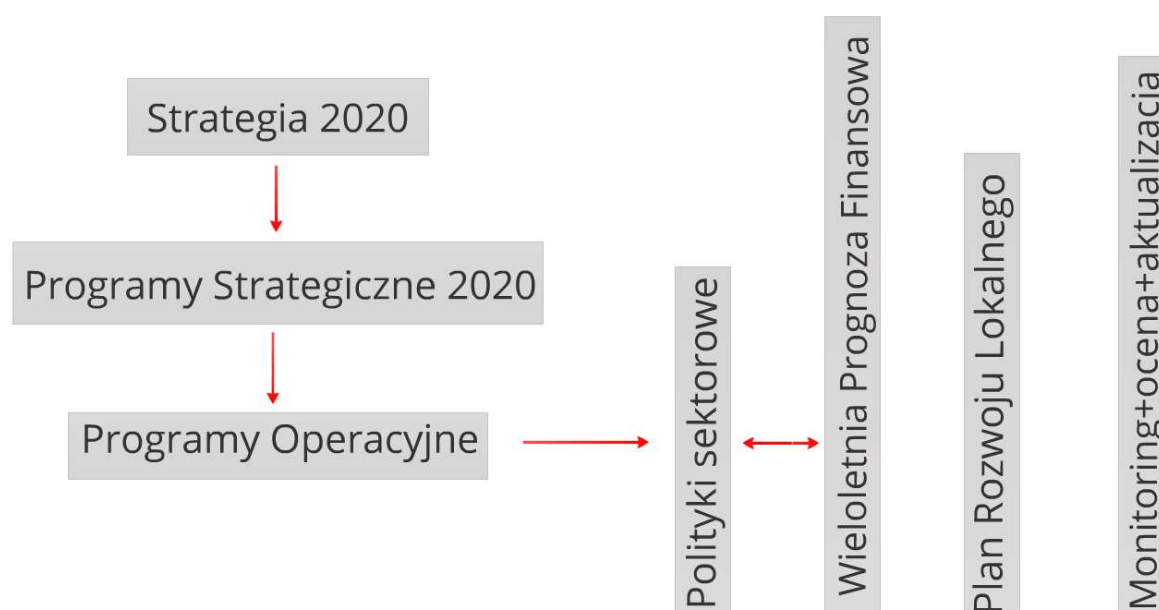 Strategia 2020
Programy Strategiczne 2020
Programy Operacyjne
Polityki sektorowe
Wieloletnia Prognoza Finansowa
Plan Rozwoju Lokalnego
Monitoring+ocena+aktualizacja